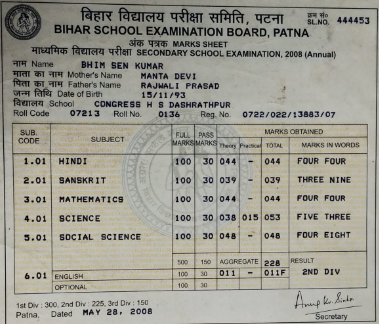 बिहार विद्यालय परीक्षा समिति, पटना क्रम सं०
BIHAR SCHOOL EXAMINATION BOARD, PATNA SL.NO. 444453
अंक पत्रक MARKS SHEET
माध्यमिक विद्यालय परीक्षा SECONDARY SCHOOL EXAMINATION, 2008 (Annual)
नाम Name BHIM SEN KUMAR
माता का नाम Mother's Name MANTA DEVI
पिता का नाम Father's Name RAJWALI PRASAD
जन्म तिथि Date of Birth 15/11/93
विद्यालय School CONGRESS H S DASHRATHPUR
Roll Code 07213 Roll No. 0136 Reg. No. 0722/022/13883/07
SUB. CODE SUBJECT FULL MARKS PASS MARKS MARKS OBTAINED
Theory Practical TOTAL MARKS IN WORDS
1.01 HINDI 100 30 044 - 044 FOUR FOUR
2.01 SANSKRIT 100 30 039 - 039 THREE NINE
3.01 MATHEMATICS 100 30 044 - 044 FOUR FOUR
4.01 SCIENCE 100 30 038 015 053 FIVE THREE
5.01 SOCIAL SCIENCE 100 30 048 - 048 FOUR EIGHT
500 150 AGGREGATE 228 RESULT
6.01 ENGLISH 100 30 011 - 011F 2ND DIV
OPTIONAL 100 30
1st Div : 300, 2nd Div : 225, 3rd Div : 150
Patna, Dated MAY 28, 2008
Secretary